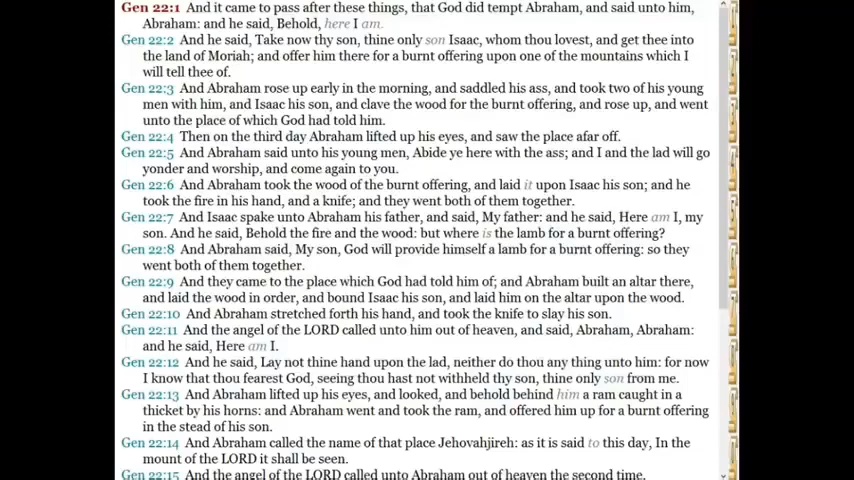 Gen 22:1 And it came to pass after these things, that God did tempt Abraham, and said unto him,
Abraham: and he said, Behold, here I am.
Gen 22:2 And he said, Take now thy son, thine only son Isaac, whom thou lovest, and get thee into
the land of Moriah; and offer him there for a burnt offering upon one of the mountains which I
will tell thee of.
Gen 22:3 And Abraham rose up early in the morning, and saddled his ass, and took two of his young
men with him, and Isaac his son, and clave the wood for the burnt offering, and rose up, and went
unto the place of which God had told him.
Gen 22:4 Then on the third day Abraham lifted up his eyes, and saw the place afar off.
Gen 22:5 And Abraham said unto his young men, Abide ye here with the ass; and I and the lad will go
yonder and worship, and come again to you.
Gen 22:6 And Abraham took the wood of the burnt offering, and laid it upon Isaac his son; and he
took the fire in his hand, and a knife; and they went both of them together.
Gen 22:7 And Isaac spake unto Abraham his father, and said, My father: and he said, Here am I, my
son. And he said, Behold the fire and the wood: but where is the lamb for a burnt offering?
Gen 22:8 And Abraham said, My son, God will provide himself a lamb for a burnt offering: so they
went both of them together.
Gen 22:9 And they came to the place which God had told him of; and Abraham built an altar there,
and laid the wood in order, and bound Isaac his son, and laid him on the altar upon the wood.
Gen 22:10 And Abraham stretched forth his hand, and took the knife to slay his son.
Gen 22:11 And the angel of the LORD called unto him out of heaven, and said, Abraham, Abraham:
and he said, Here am I.
Gen 22:12 And he said, Lay not thine hand upon the lad, neither do thou any thing unto him: for now
I know that thou fearest God, seeing thou hast not withheld thy son, thine only son from me.
Gen 22:13 And Abraham lifted up his eyes, and looked, and behold behind him a ram caught in a
thicket by his horns: and Abraham went and took the ram, and offered him up for a burnt offering
in the stead of his son.
Gen 22:14 And Abraham called the name of that place Jehovahjireh: as it is said to this day, In the
mount of the LORD it shall be seen.
Gen 22:15 And the angel of the LORD called unto Abraham out of heaven the second time,